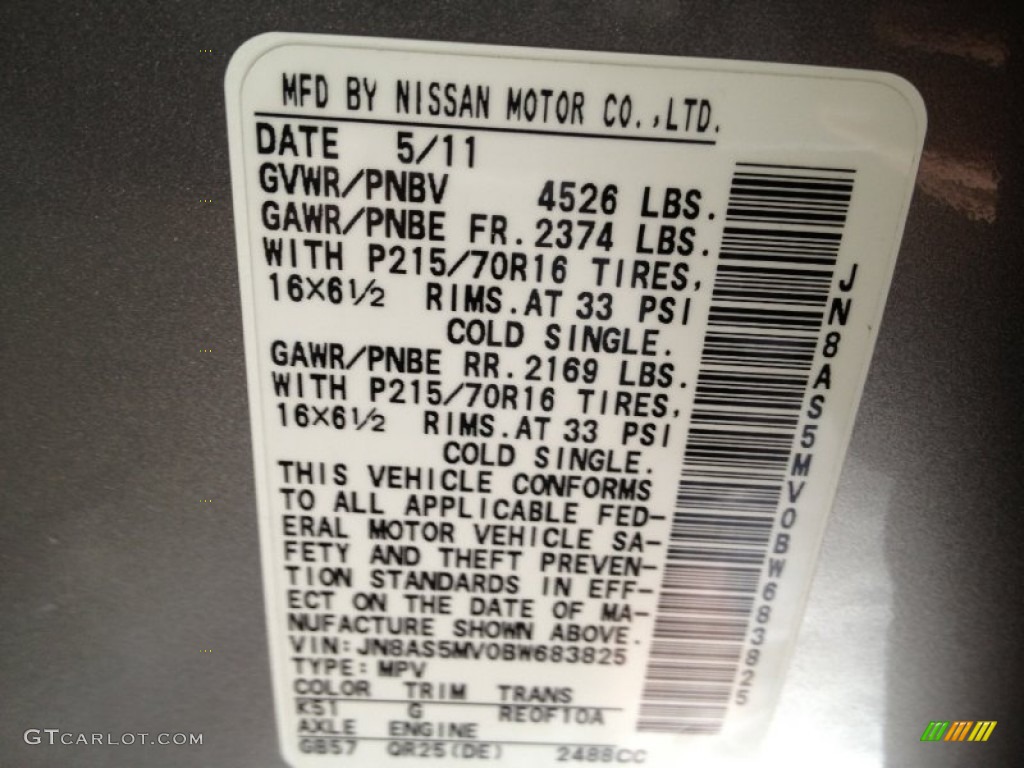 MFD BY NISSAN MOTOR CO.,LTD.
DATE 5/11
GVWR/PNBV 4526 LBS.
GAWR/PNBE FR. 2374 LBS.
WITH P215/70R16 TIRES,
16×6½ RIMS. AT 33 PSI
COLD SINGLE.
GAWR/PNBE RR. 2169 LBS.
WITH P215/70R16 TIRES,
16×6½ RIMS. AT 33 PSI
COLD SINGLE.
THIS VEHICLE CONFORMS
TO ALL APPLICABLE FED-
ERAL MOTOR VEHICLE SA-
FETY AND THEFT PREVEN-
TION STANDARDS IN EFF-
ECT ON THE DATE OF MA-
NUFACTURE SHOWN ABOVE.
VIN: JN8AS5MV0BW683825
TYPE: MPV
COLOR TRIM TRANS
K51 G RE0F10A
AXLE ENGINE
GB57 QR25(DE) 2488CC
JN8AS5MV0BW683825
GTCARLOT.COM